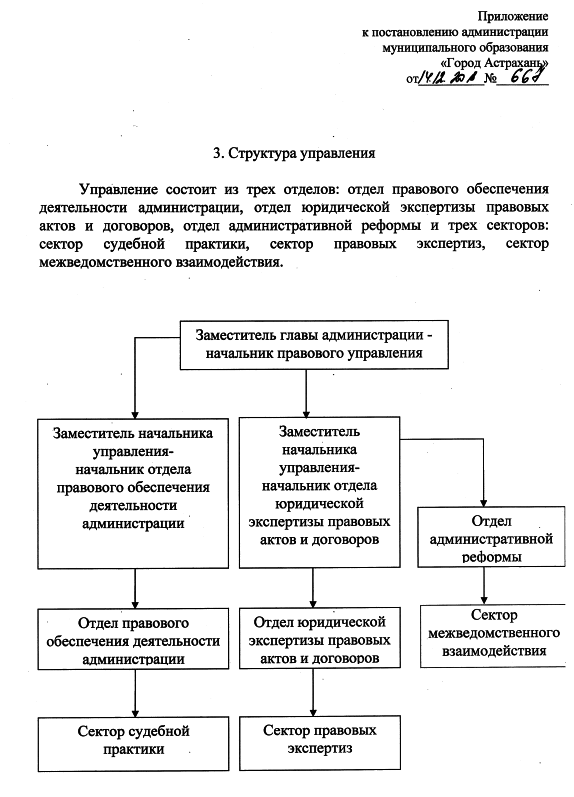 Приложение
к постановлению администрации
муниципального образования
«Город Астрахань»
от №
3. Структура управления
Управление состоит из трех отделов: отдел правового обеспечения
деятельности администрации, отдел юридической экспертизы правовых
актов и договоров, отдел административной реформы и трех секторов:
сектор судебной практики, сектор правовых экспертиз, сектор
межведомственного взаимодействия.
Заместитель главы администрации -
начальник правового управления
Заместитель начальника
управления-
начальник отдела
правового обеспечения
деятельности
администрации
Заместитель
начальника
управления-
начальник отдела
юридической
экспертизы правовых
актов и договоров
Отдел
административной
реформы
Отдел правового
обеспечения деятельности
администрации
Отдел юридической
экспертизы правовых
актов и договоров
Сектор
межведомственного
взаимодействия
Сектор судебной
практики
Сектор правовых
экспертиз